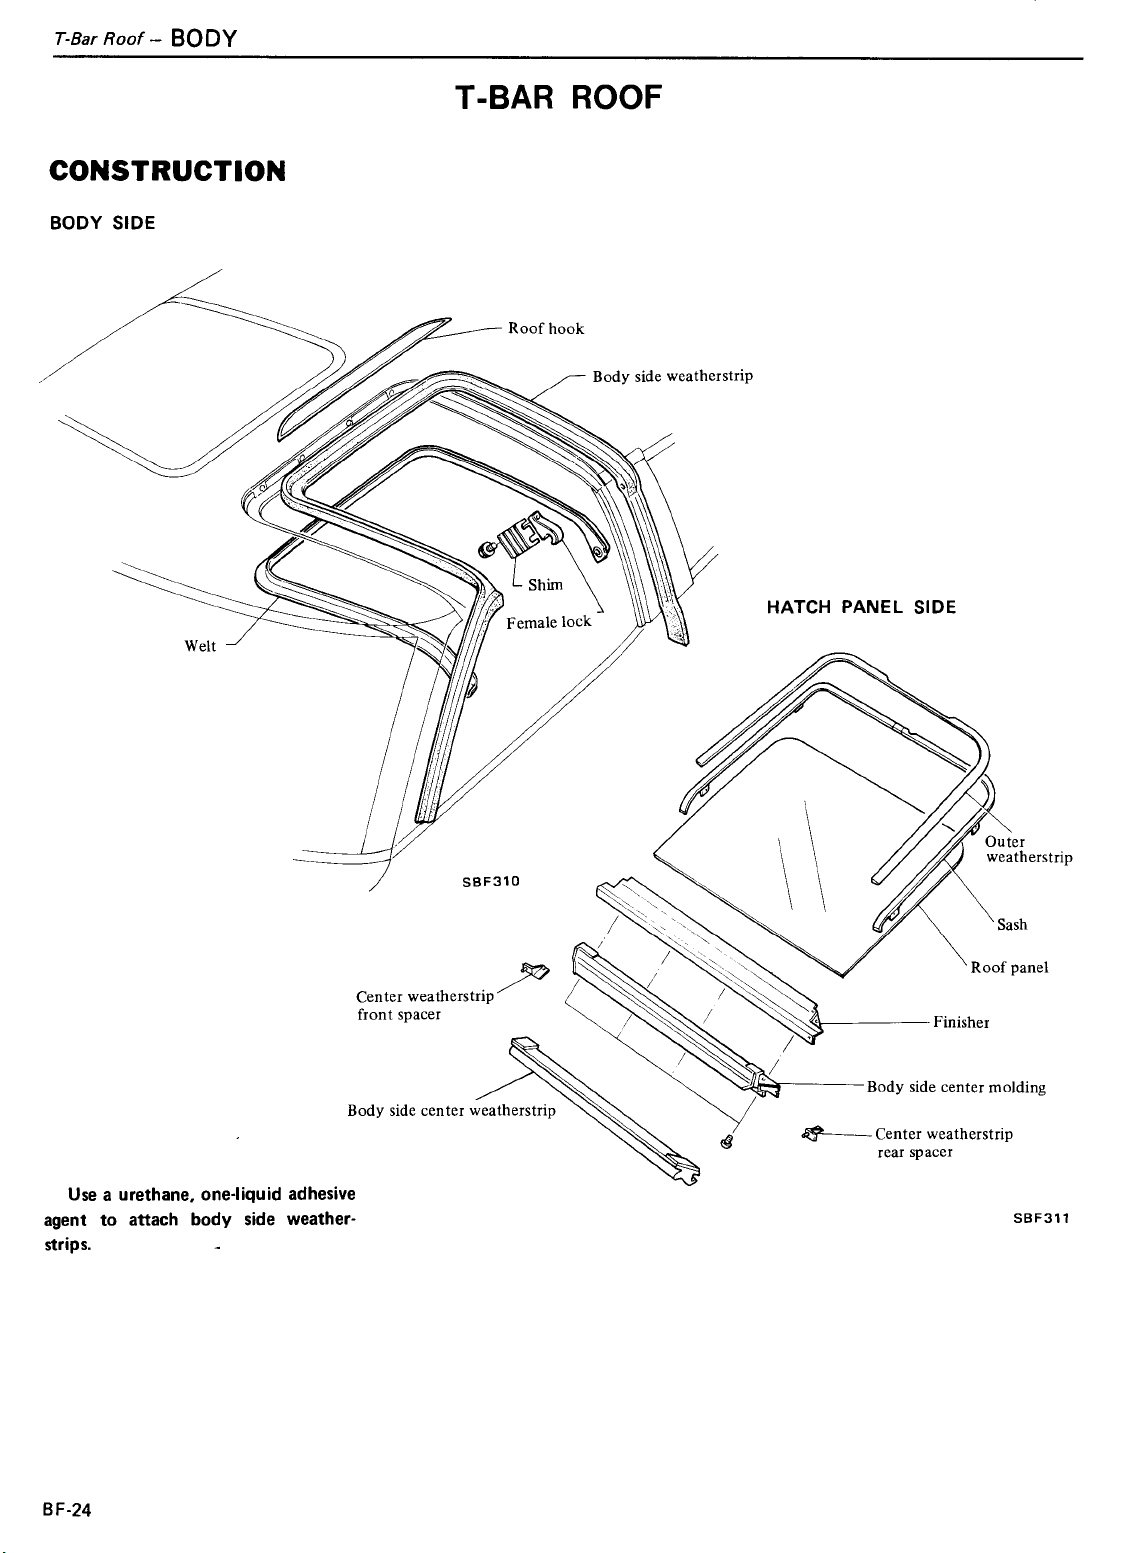 T-Bar Roof – BODY
T-BAR ROOF
CONSTRUCTION
BODY SIDE
Roof hook
Body side weatherstrip
Shim
Female lock
Welt
SBF310
HATCH PANEL SIDE
Outer
weatherstrip
Sash
Roof panel
Center weatherstrip
front spacer
Finisher
Body side center molding
Body side center weatherstrip
Center weatherstrip
rear spacer
SBF311
Use a urethane, one-liquid adhesive
agent to attach body side weather-
strips.
BF-24